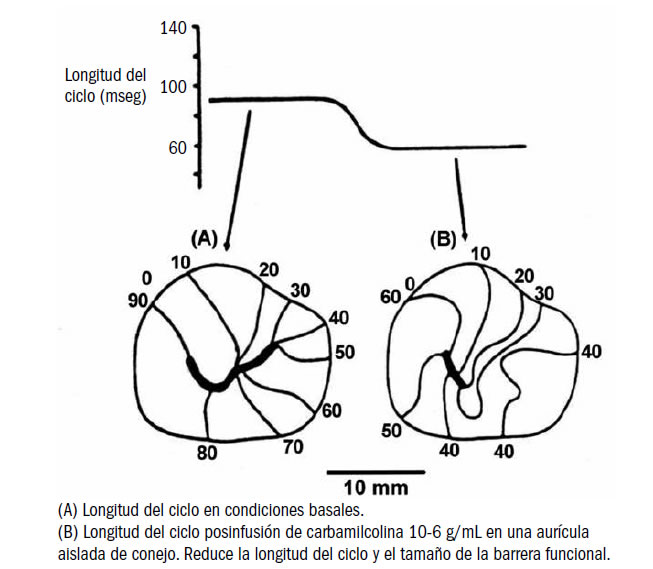 140
Longitud del
ciclo (mseg)
100
60
(A)
(B)
0
10
20
30
90
40
50
60
70
80
10
0
20
60
30
40
50
40
40
10 mm
(A) Longitud del ciclo en condiciones basales.
(B) Longitud del ciclo posinfusión de carbamilcolina 10-6 g/mL en una aurícula
aislada de conejo. Reduce la longitud del ciclo y el tamaño de la barrera funcional.